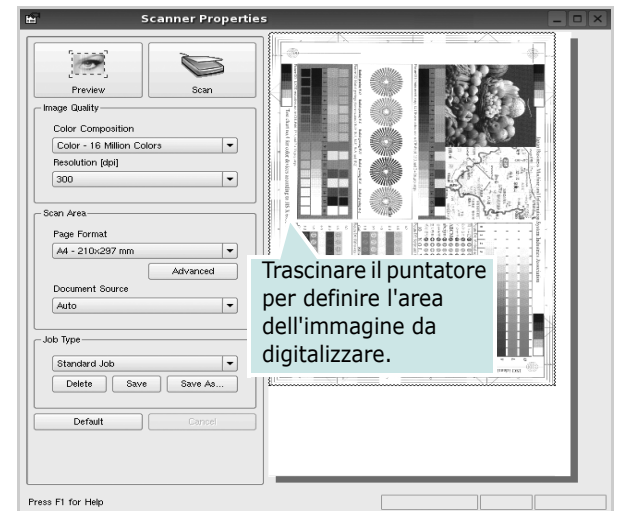 Scanner Properties
Preview
Scan
Image Quality
Color Composition
Color - 16 Million Colors
Resolution [dpi]
300
Scan Area
Page Format
A4 - 210x297 mm
Advanced
Document Source
Auto
Job Type
Standard Job
Delete Save Save As...
Default Cancel
Trascinare il puntatore
per definire l'area
dell'immagine da
digitalizzare.
Press F1 for Help